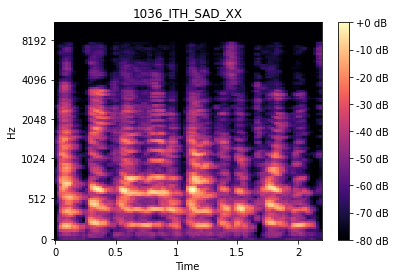 1036_ITH_SAD_XX
8192
4096
2048
1024
512
0
Hz
0
0.5
1
1.5
2
Time
+0 dB
-10 dB
-20 dB
-30 dB
-40 dB
-50 dB
-60 dB
-70 dB
-80 dB